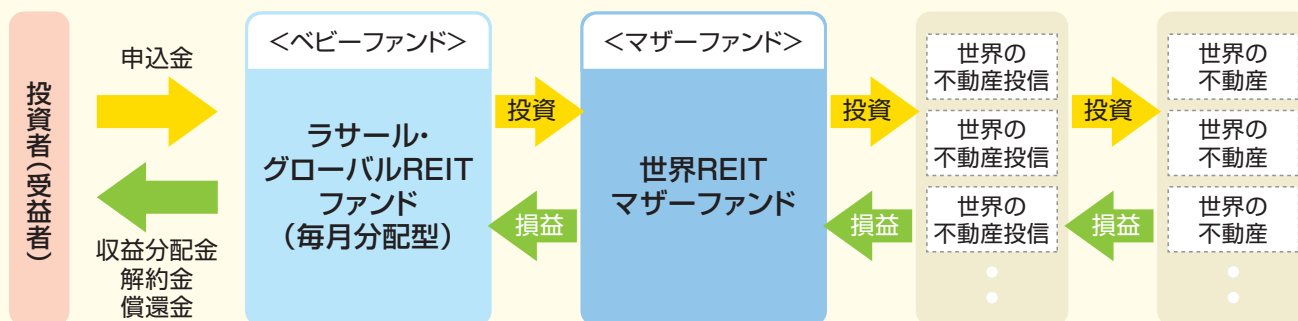 投資者(受益者)
申込金
収益分配金
解約金
償還金
<ベビーファンド>
ラサール・
グローバルREIT
ファンド
(毎月分配型)
投資
損益
<マザーファンド>
世界REIT
マザーファンド
投資
損益
世界の
不動産投信
世界の
不動産投信
世界の
不動産投信
投資
損益
世界の
不動産
世界の
不動産
世界の
不動産